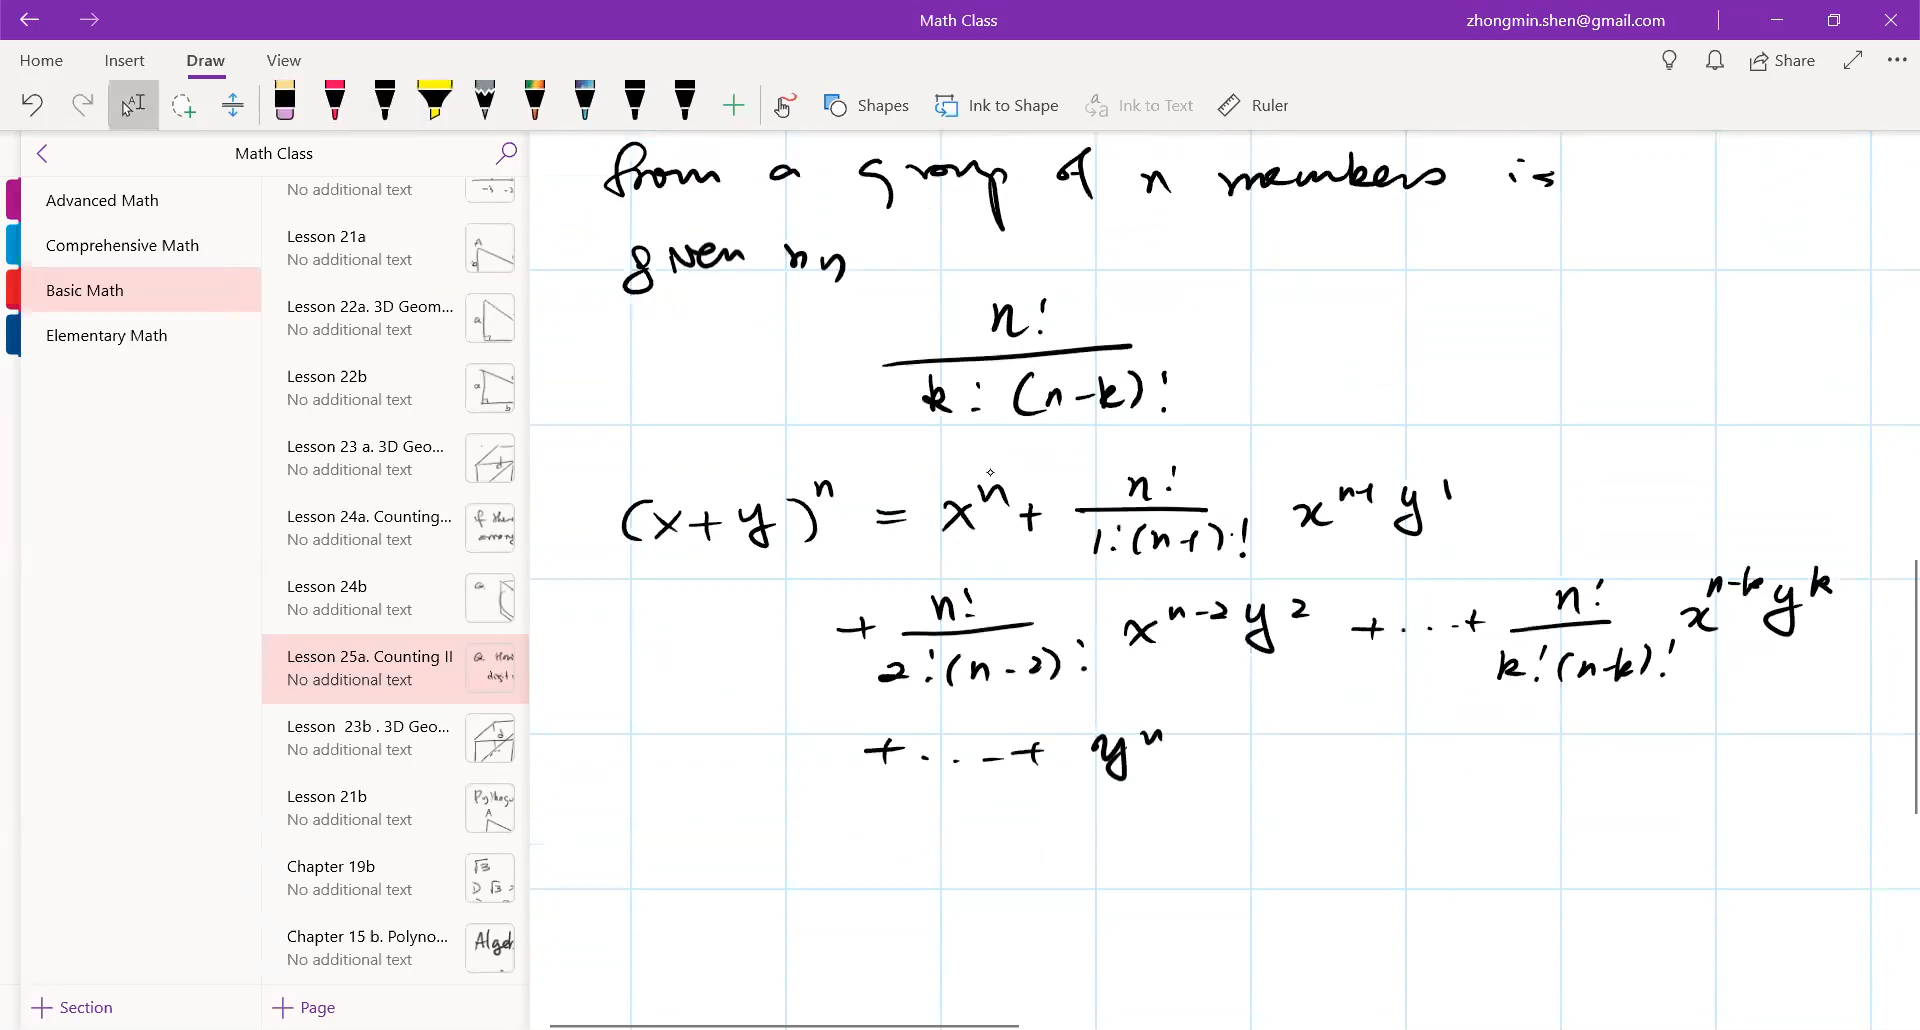 Math Class
zhongmin.shen@gmail.com
Home Insert Draw View
Share
Shapes Ink to Shape Ink to Text Ruler
Math Class
Advanced Math
Comprehensive Math
Basic Math
Elementary Math
No additional text
Lesson 21a
No additional text
Lesson 22a. 3D Geom...
No additional text
Lesson 22b
No additional text
Lesson 23 a. 3D Geo...
No additional text
Lesson 24a. Counting...
No additional text
Lesson 24b
No additional text
Lesson 25a. Counting II
No additional text
Lesson 23b . 3D Geo...
No additional text
Lesson 21b
No additional text
Chapter 19b
No additional text
Chapter 15 b. Polyno...
No additional text
Section
Page
from a group of n members is
given by
n!
k! (n-k)!
(x+y)^n = x^n + n!/1!(n-1)! x^{n-1} y^1
+ n!/2!(n-2)! x^{n-2} y^2 + ... + n!/k!(n-k)! x^{n-k} y^k
+ ... + y^n